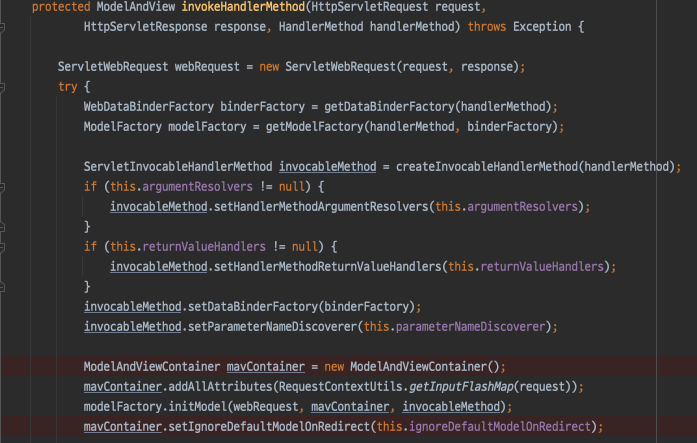 protected ModelAndView invokeHandlerMethod(HttpServletRequest request,
HttpServletResponse response, HandlerMethod handlerMethod) throws Exception {
ServletWebRequest webRequest = new ServletWebRequest(request, response);
try {
WebDataBinderFactory binderFactory = getDataBinderFactory(handlerMethod);
ModelFactory modelFactory = getModelFactory(handlerMethod, binderFactory);
ServletInvocableHandlerMethod invocableMethod = createInvocableHandlerMethod(handlerMethod);
if (this.argumentResolvers != null) {
invocableMethod.setHandlerMethodArgumentResolvers(this.argumentResolvers);
}
if (this.returnValueHandlers != null) {
invocableMethod.setHandlerMethodReturnValueHandlers(this.returnValueHandlers);
}
invocableMethod.setDataBinderFactory(binderFactory);
invocableMethod.setParameterNameDiscoverer(this.parameterNameDiscoverer);
ModelAndViewContainer mavContainer = new ModelAndViewContainer();
mavContainer.addAllAttributes(RequestContextUtils.getInputFlashMap(request));
modelFactory.initModel(webRequest, mavContainer, invocableMethod);
mavContainer.setIgnoreDefaultModelOnRedirect(this.ignoreDefaultModelOnRedirect);